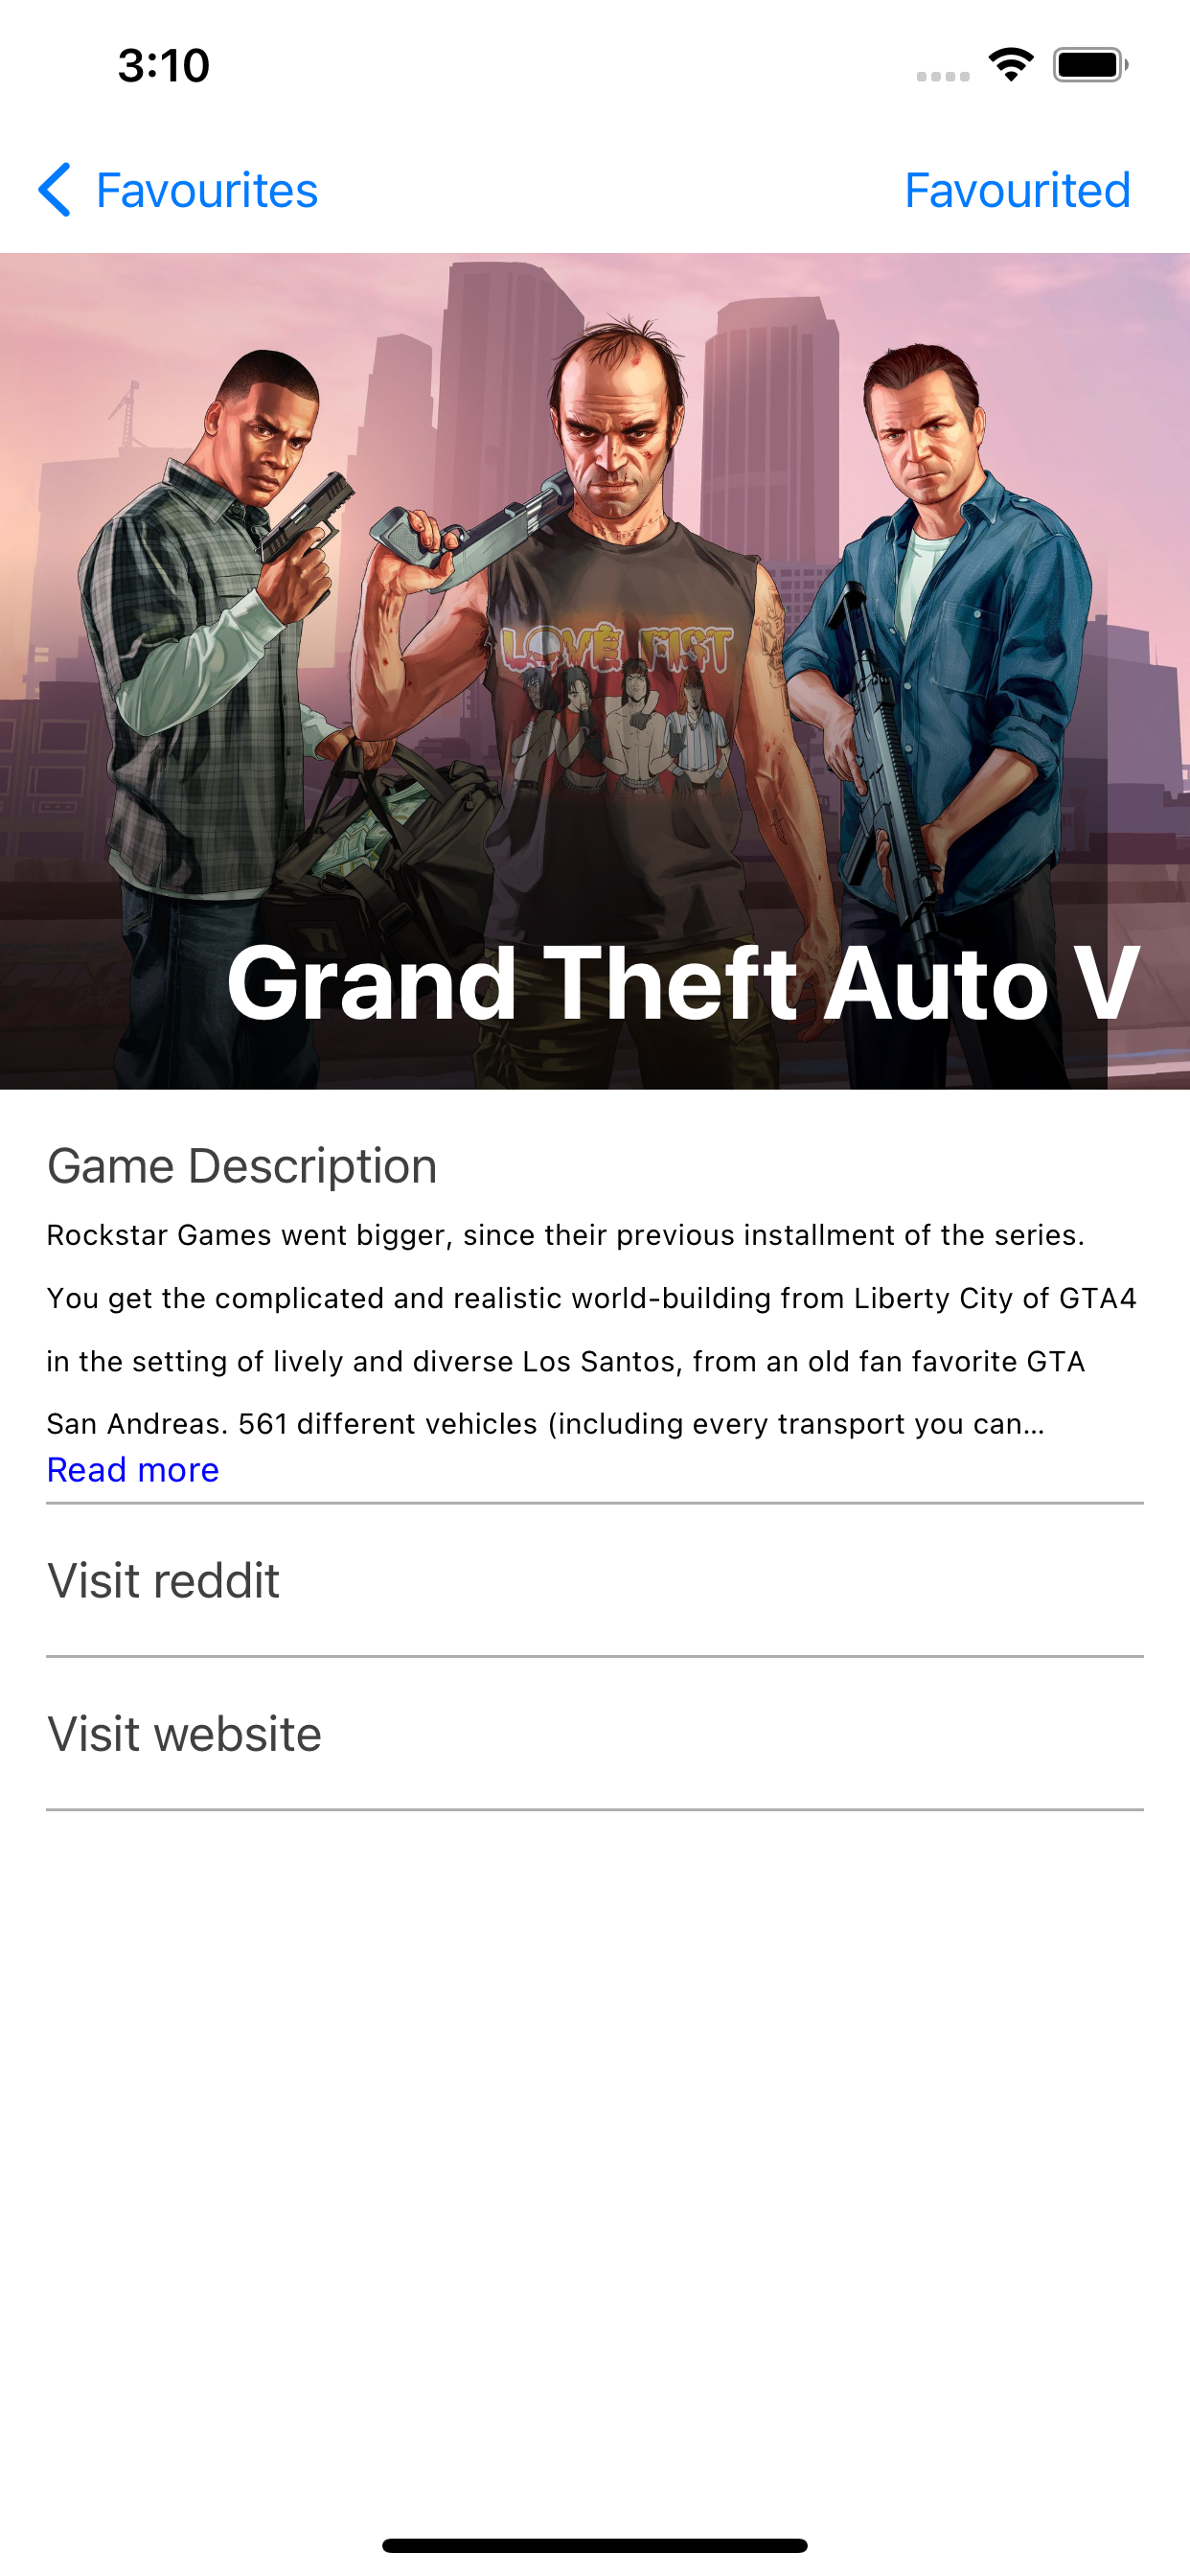 3:10
Favourites
Favourited
LOVE FIST
Grand Theft Auto V
Game Description
Rockstar Games went bigger, since their previous installment of the series.
You get the complicated and realistic world-building from Liberty City of GTA4
in the setting of lively and diverse Los Santos, from an old fan favorite GTA
San Andreas. 561 different vehicles (including every transport you can...
Read more
Visit reddit
Visit website